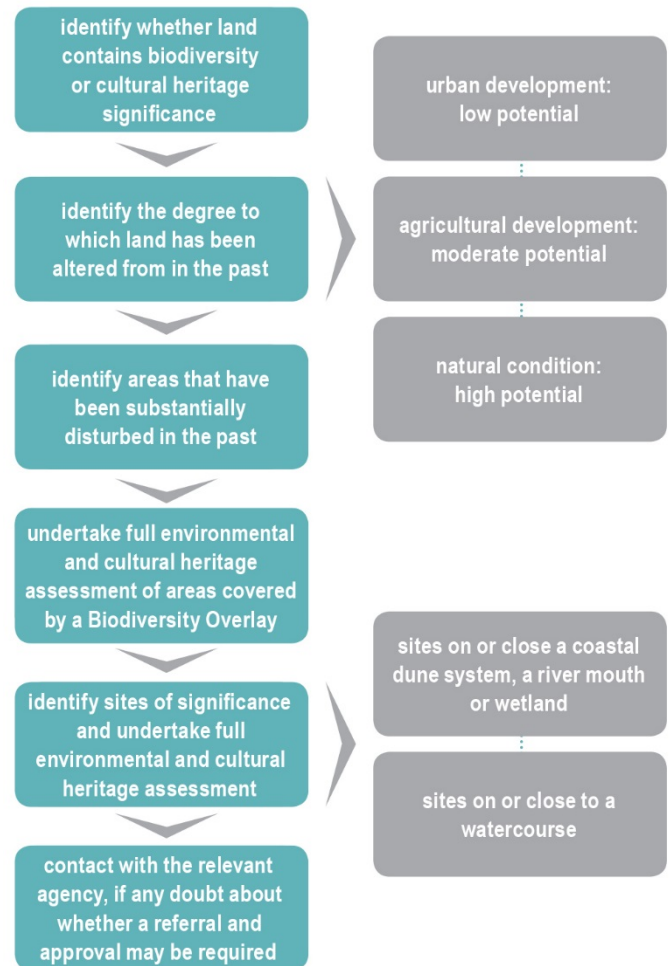 identify whether land
contains biodiversity
or cultural heritage
significance
identify the degree to
which land has been
altered from in the past
urban development:
low potential
agricultural development:
moderate potential
natural condition:
high potential
identify areas that have
been substantially
disturbed in the past
undertake full environmental
and cultural heritage
assessment of areas covered
by a Biodiversity Overlay
identify sites of significance
and undertake full
environmental and cultural
heritage assessment
sites on or close a coastal
dune system, a river mouth
or wetland
sites on or close to a
watercourse
contact with the relevant
agency, if any doubt about
whether a referral and
approval may be required